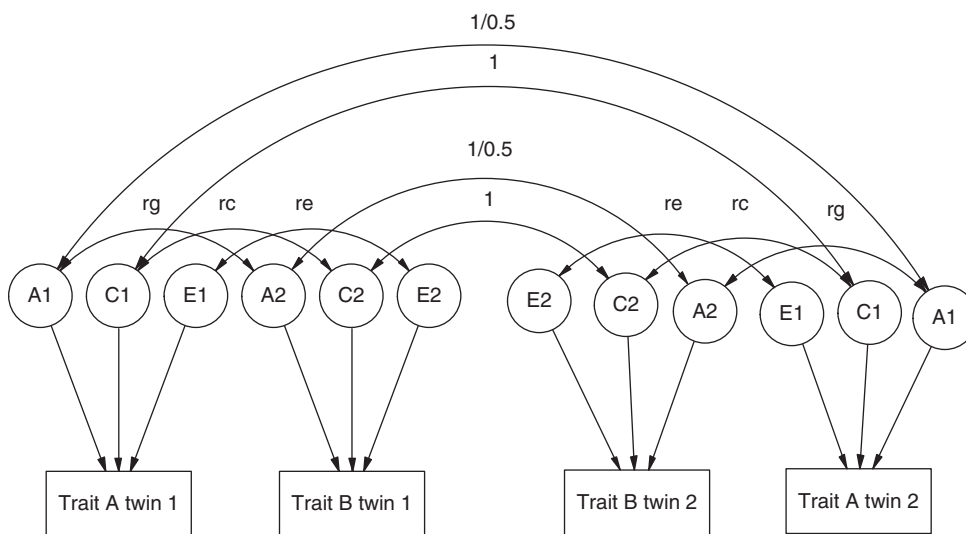 1/0.5
1
1/0.5
rg rc re 1 re rc rg
A1 C1 E1 A2 C2 E2 E2 C2 A2 E1 C1 A1
Trait A twin 1 Trait B twin 1 Trait B twin 2 Trait A twin 2